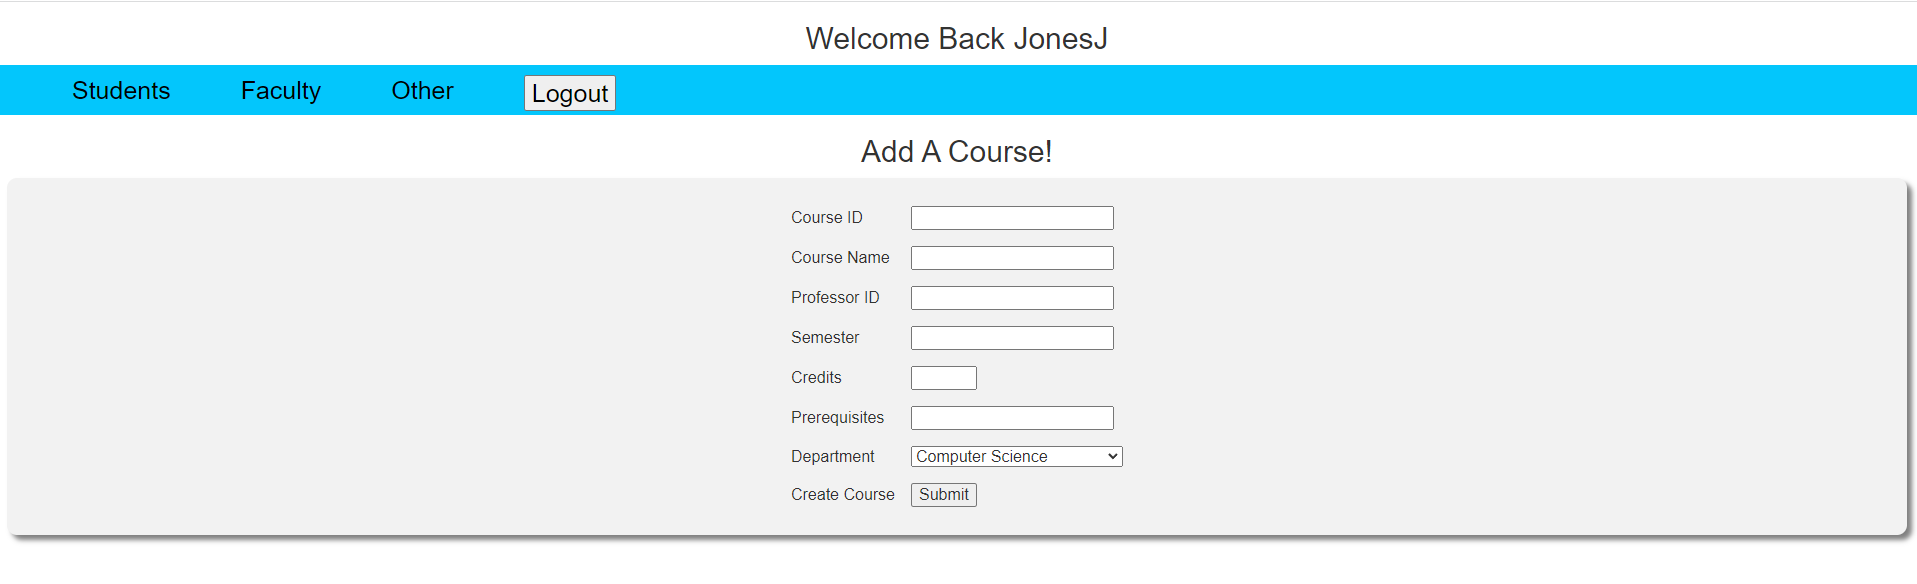 Welcome Back JonesJ
Students Faculty Other Logout
Add A Course!
Course ID
Course Name
Professor ID
Semester
Credits
Prerequisites
Department Computer Science
Create Course Submit